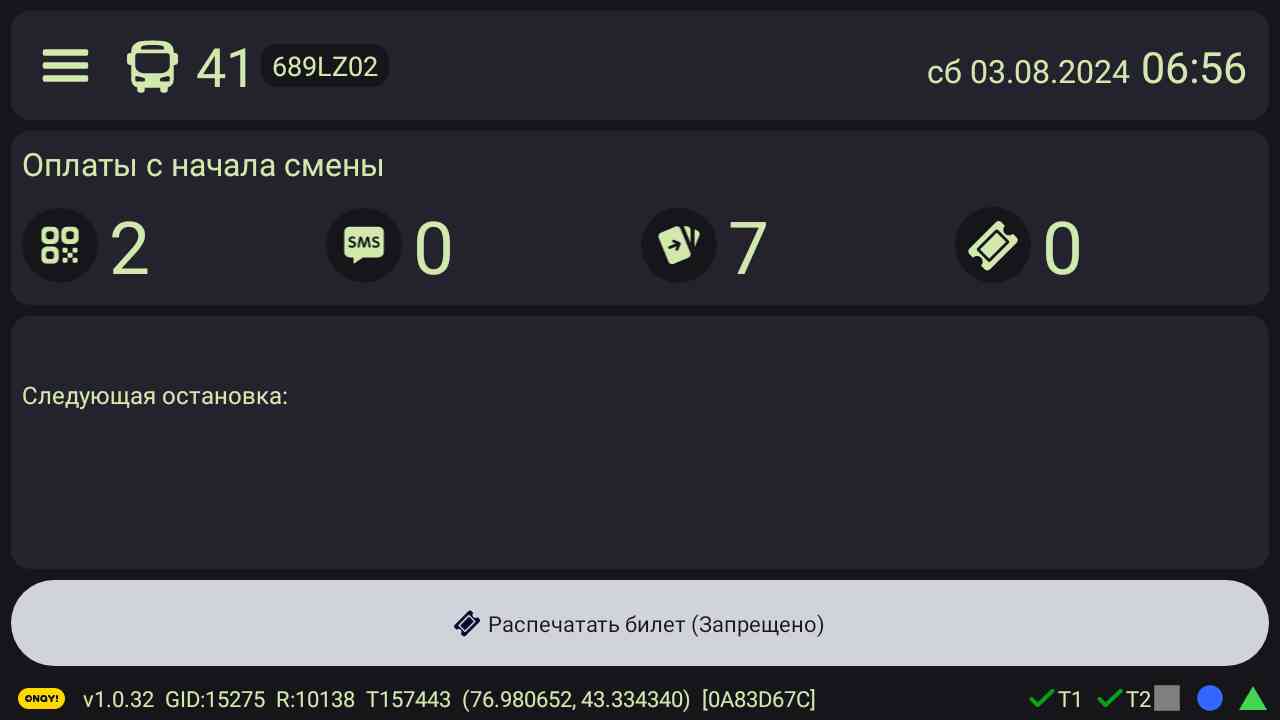 41 689LZ02 сб 03.08.2024 06:56
Оплаты с начала смены
2 SMS 0 7 0
Следующая остановка:
Распечатать билет (Запрещено)
ONAY! v1.0.32 GID:15275 R:10138 T157443 (76.980652, 43.334340) [0A83D67C] T1 T2